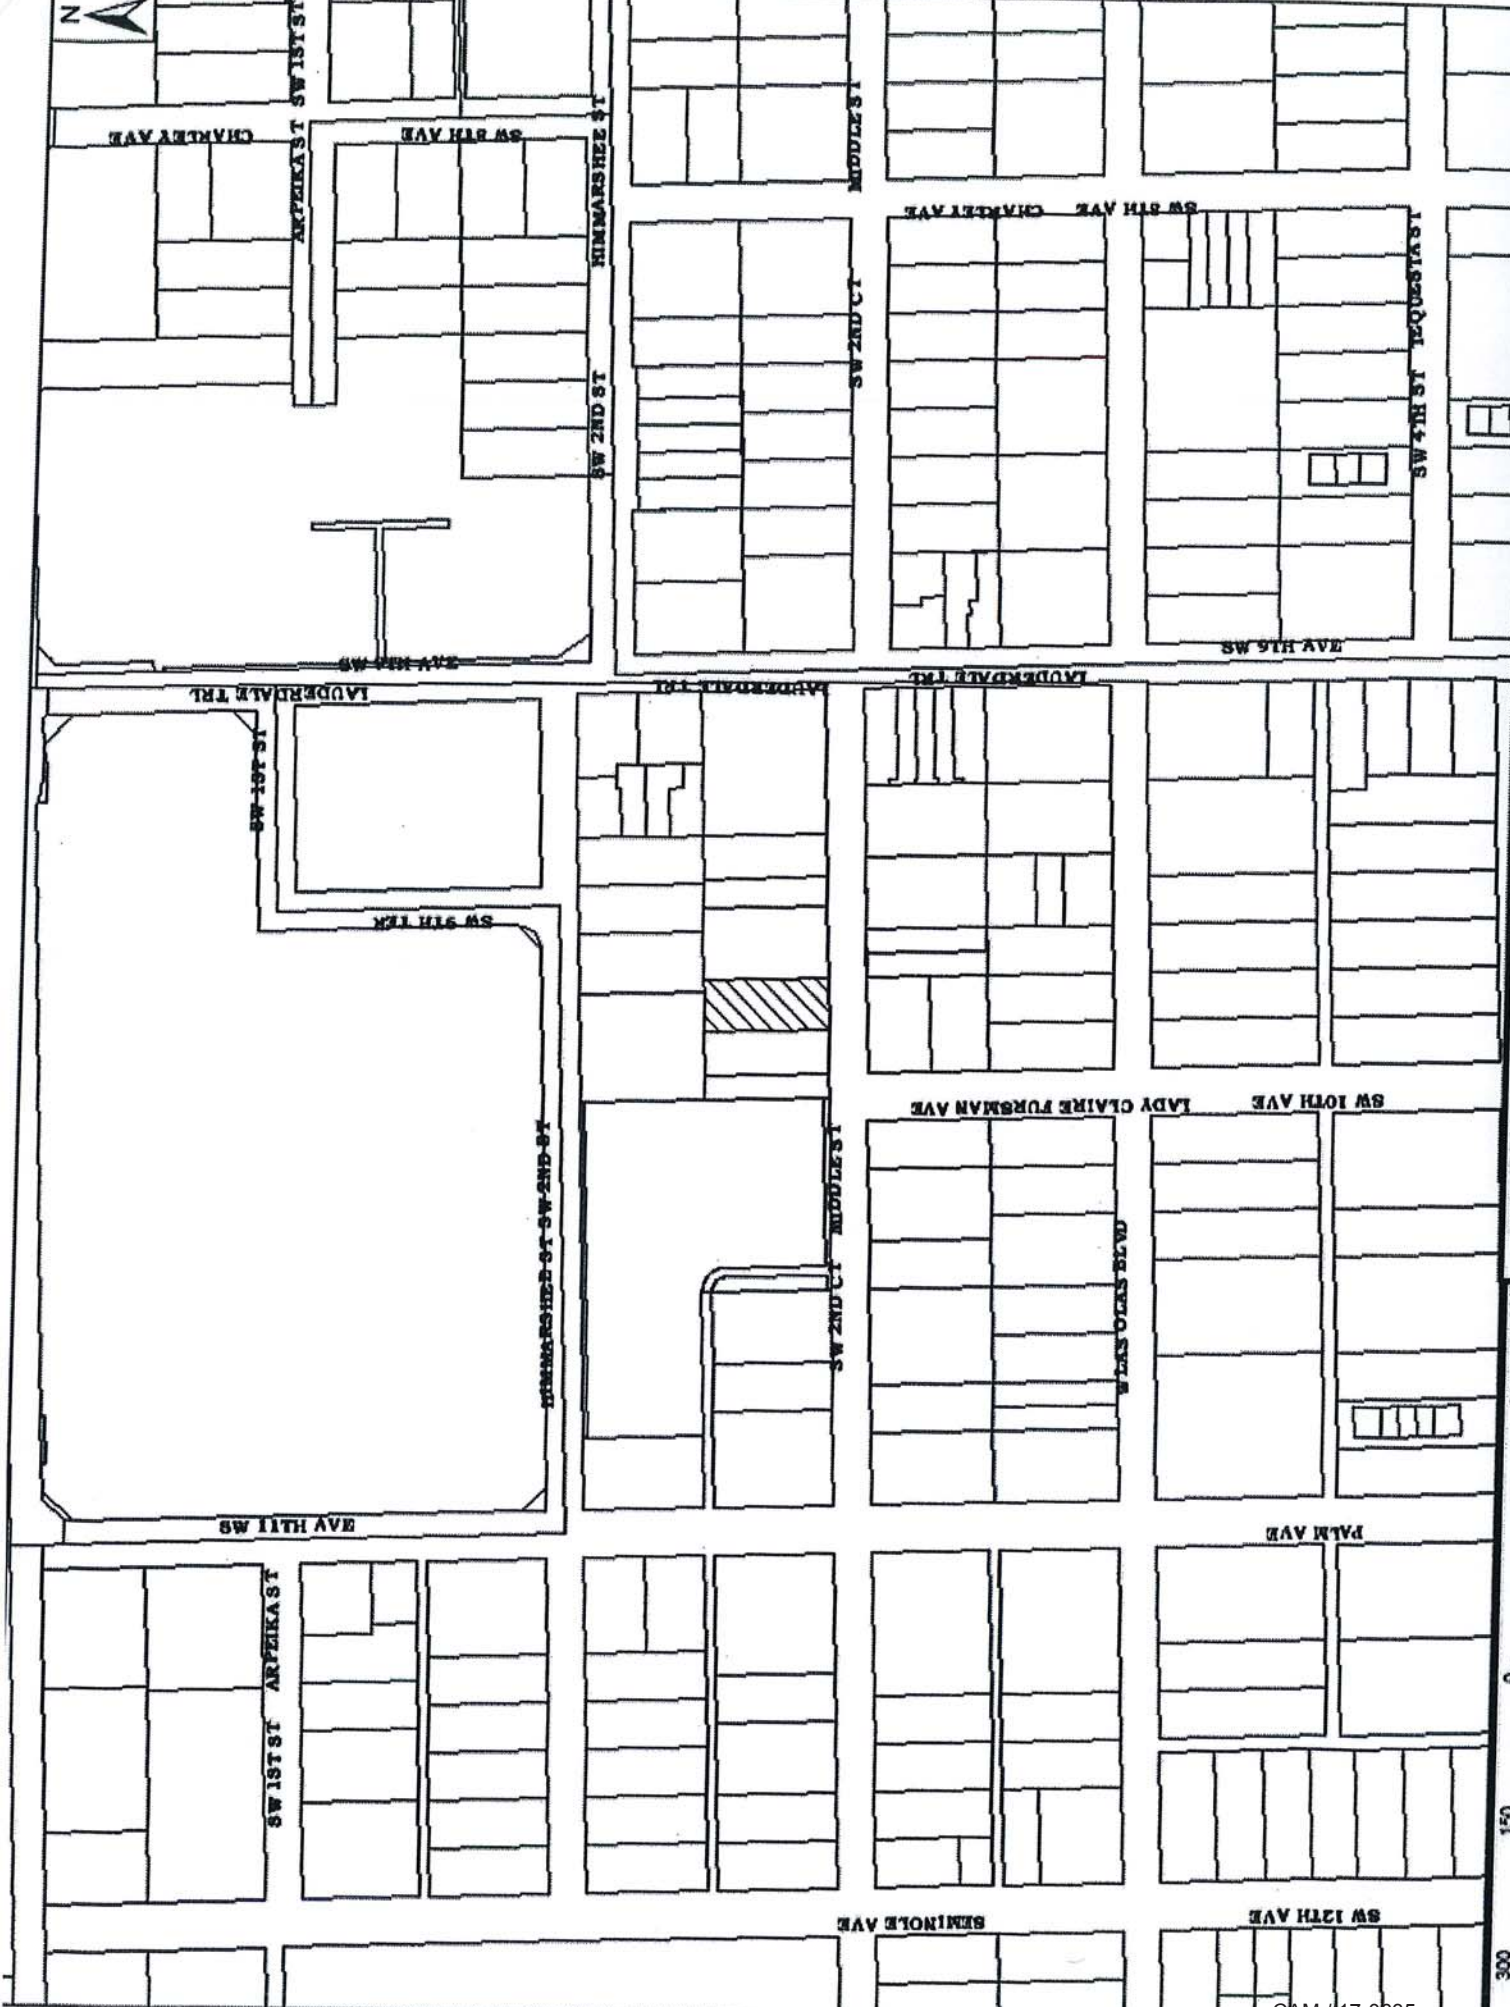 N
SW 1ST ST
ARPEIKA ST
CHARLEY AVE
SW 8TH AVE
HIMMARSHEE ST
MIDDLE ST
CHARLEY AVE
SW 8TH AVE
TEQUESTA ST
SW 4TH ST
SW 2ND CT
SW 2ND ST
SW 9TH AVE
LAUDERDALE TRL
LAUDERDALE TRL
LAUDERDALE TRL
LAUDERDALE
SW 1ST ST
SW 9TH TER
LADY CLAIRE FURSMAN AVE
SW 10TH AVE
HIMMARSHEE ST SW 2ND ST
SW 2ND CT MIDDLE ST
W LAS OLAS BLVD
SW 11TH AVE
PALM AVE
SW 1ST ST ARPEIKA ST
SEMINOLE AVE
SW 12TH AVE
0
150
300